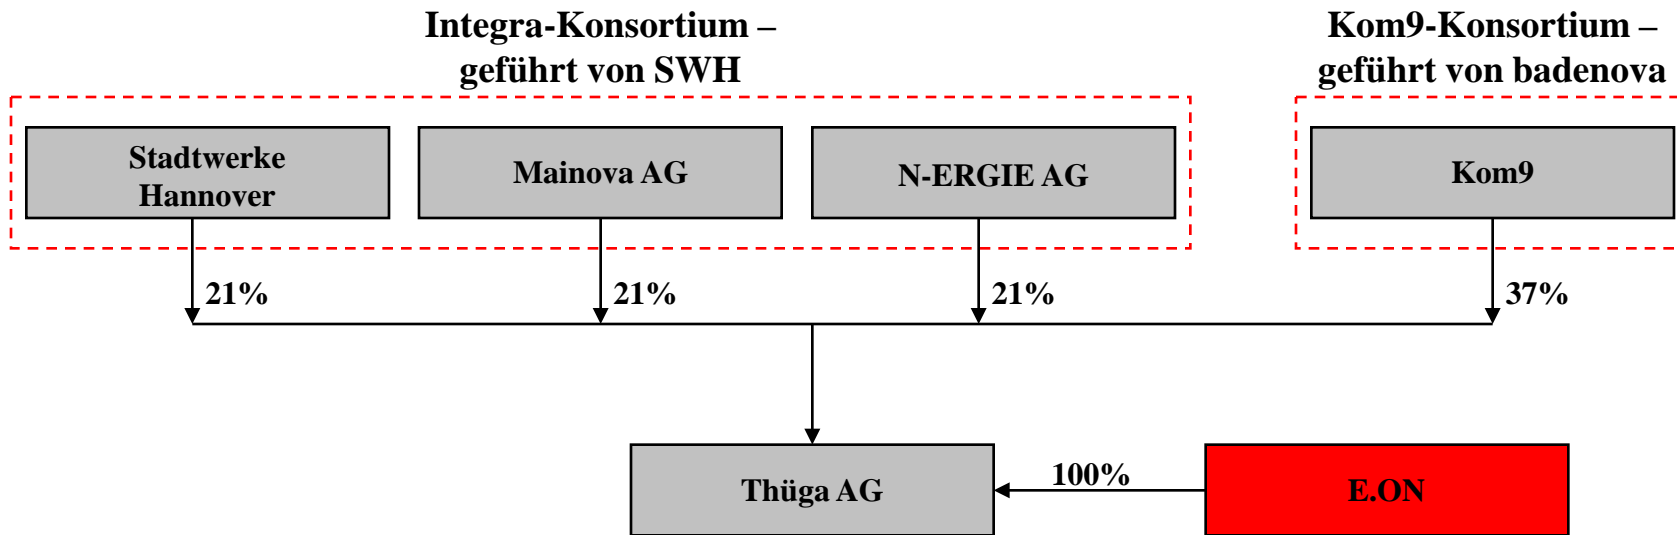 Integra-Konsortium –
geführt von SWH
Kom9-Konsortium –
geführt von badenova
Stadtwerke
Hannover
Mainova AG
N-ERGIE AG
Kom9
21%
21%
21%
37%
Thüga AG
100%
E.ON